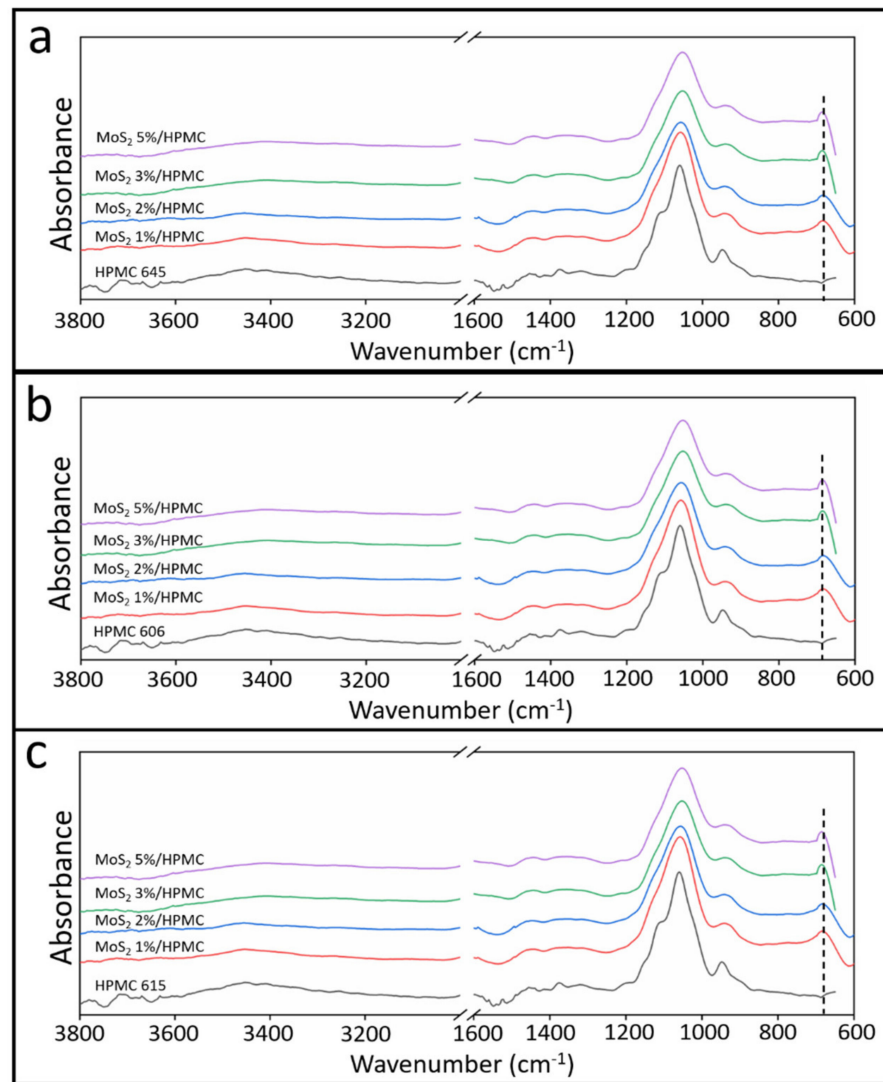 a
MoS₂ 5%/HPMC
MoS₂ 3%/HPMC
MoS₂ 2%/HPMC
MoS₂ 1%/HPMC
HPMC 645
Absorbance
3800 3600 3400 3200 1600 1400 1200 1000 800 600
Wavenumber (cm⁻¹)
b
MoS₂ 5%/HPMC
MoS₂ 3%/HPMC
MoS₂ 2%/HPMC
MoS₂ 1%/HPMC
HPMC 606
Absorbance
3800 3600 3400 3200 1600 1400 1200 1000 800 600
Wavenumber (cm⁻¹)
c
MoS₂ 5%/HPMC
MoS₂ 3%/HPMC
MoS₂ 2%/HPMC
MoS₂ 1%/HPMC
HPMC 615
Absorbance
3800 3600 3400 3200 1600 1400 1200 1000 800 600
Wavenumber (cm⁻¹)